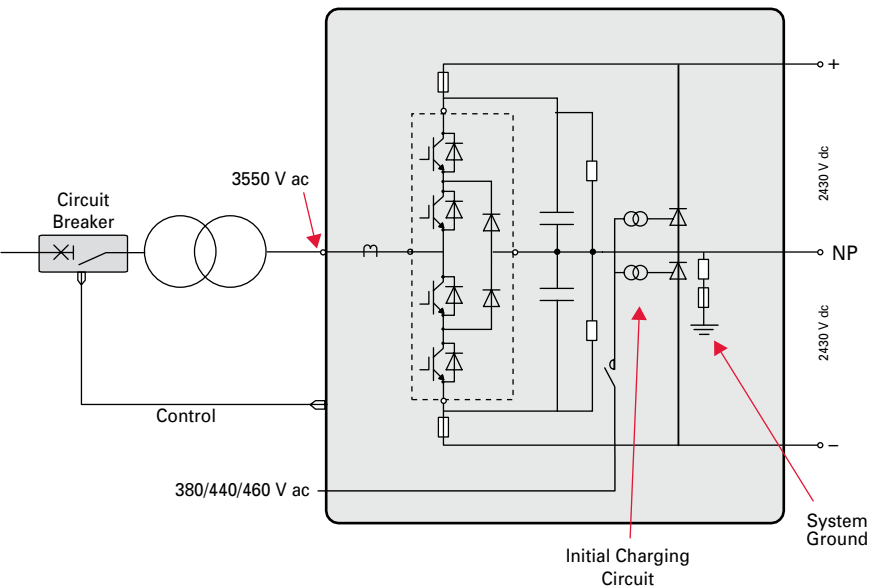 +
2430 V dc
3550 V ac
Circuit
Breaker
NP
2430 V dc
Control
−
380/440/460 V ac
System
Ground
Initial Charging
Circuit